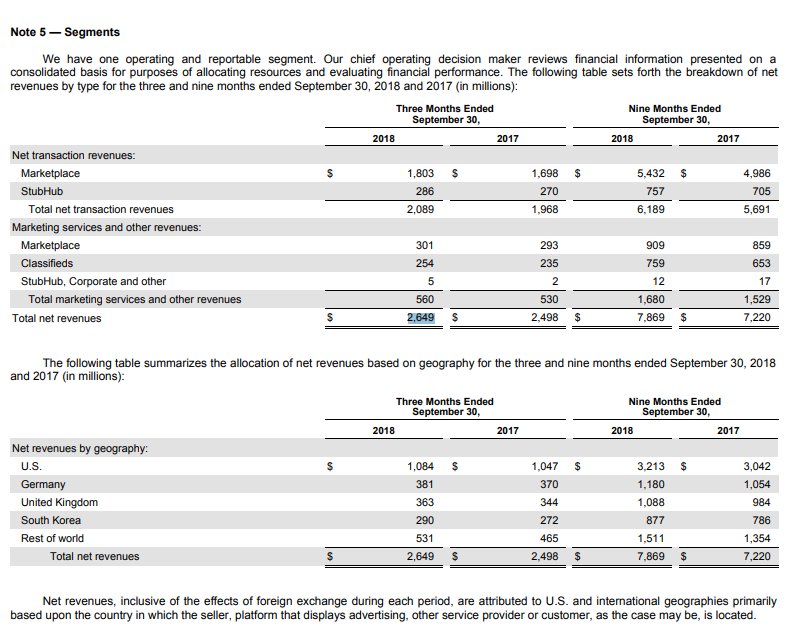 Note 5 — Segments
We have one operating and reportable segment. Our chief operating decision maker reviews financial information presented on a
consolidated basis for purposes of allocating resources and evaluating financial performance. The following table sets forth the breakdown of net
revenues by type for the three and nine months ended September 30, 2018 and 2017 (in millions):
Three Months Ended Nine Months Ended
September 30, September 30,
2018 2017 2018 2017
Net transaction revenues:
Marketplace $ 1,803 $ 1,698 $ 5,432 $ 4,986
StubHub 286 270 757 705
Total net transaction revenues 2,089 1,968 6,189 5,691
Marketing services and other revenues:
Marketplace 301 293 909 859
Classifieds 254 235 759 653
StubHub, Corporate and other 5 2 12 17
Total marketing services and other revenues 560 530 1,680 1,529
Total net revenues $ 2,649 $ 2,498 $ 7,869 $ 7,220
The following table summarizes the allocation of net revenues based on geography for the three and nine months ended September 30, 2018
and 2017 (in millions):
Three Months Ended Nine Months Ended
September 30, September 30,
2018 2017 2018 2017
Net revenues by geography:
U.S. $ 1,084 $ 1,047 $ 3,213 $ 3,042
Germany 381 370 1,180 1,054
United Kingdom 363 344 1,088 984
South Korea 290 272 877 786
Rest of world 531 465 1,511 1,354
Total net revenues $ 2,649 $ 2,498 $ 7,869 $ 7,220
Net revenues, inclusive of the effects of foreign exchange during each period, are attributed to U.S. and international geographies primarily
based upon the country in which the seller, platform that displays advertising, other service provider or customer, as the case may be, is located.